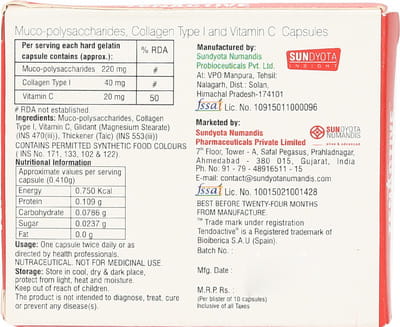 Muco-polysaccharides, Collagen Type I and Vitamin C Capsules
Per serving each hard gelatin capsule contains (approx.): % RDA
Muco-polysaccharides 220 mg #
Collagen Type I 40 mg #
Vitamin C 20 mg 50
# RDA not established.
Ingredients: Muco-polysaccharides, Collagen
Type I, Vitamin C, Glidant (Magnesium Stearate)
(INS 470(iii)), Thickener (Talc) (INS 553(iii))
CONTAINS PERMITTED SYNTHETIC FOOD COLOURS
( INS No. 171, 133, 102 & 122).
Nutritional Information
Approximate values per serving
capsule (0.410g)
Energy 0.750 Kcal
Protein 0.109 g
Carbohydrate 0.0786 g
Sugar 0.0237 g
Fat 0.0 g
Usage: One capsule twice daily or as
directed by health professionals.
NUTRACEUTICAL. NOT FOR MEDICINAL USE.
Storage: Store in cool, dry & dark place,
protect from light, heat and moisture.
Keep out of reach of children.
The product is not intended to diagnose, treat, cure
or prevent any disease(s).
Manufactured by:
Sundyota Nutrismith
Probioceuticals Pvt. Ltd.
At: VPO Manpura, Tehsil:
Nalagarh, Dist.: Solan,
Himachal Pradesh-174101
fssai Lic. No. 10915011000096
SUNDYOTA
INSIGHT
Marketed by:
Sundyota Numandis
Pharmaceuticals Private Limited
7th Floor, Tower - A, Safal Pegasus, Prahladnagar,
Ahmedabad - 380 015, Gujarat, India
Ph. No.: 91 - 79 - 48916511 - 15
E-mail: contact@sundyotanumandis.com
SUNDYOTA
NUMANDIS
fssai Lic. No. 10015021001428
BEST BEFORE TWENTY-FOUR MONTHS
FROM MANUFACTURE.
™ Trade mark under registration
Tendoactive® is a Registered trademark of
Bioiberica S.A.U (Spain).
Batch No. :
Mfg. Date :
M.R.P. Rs. :
(Per blister of 10 capsules)
Inclusive of all Taxes